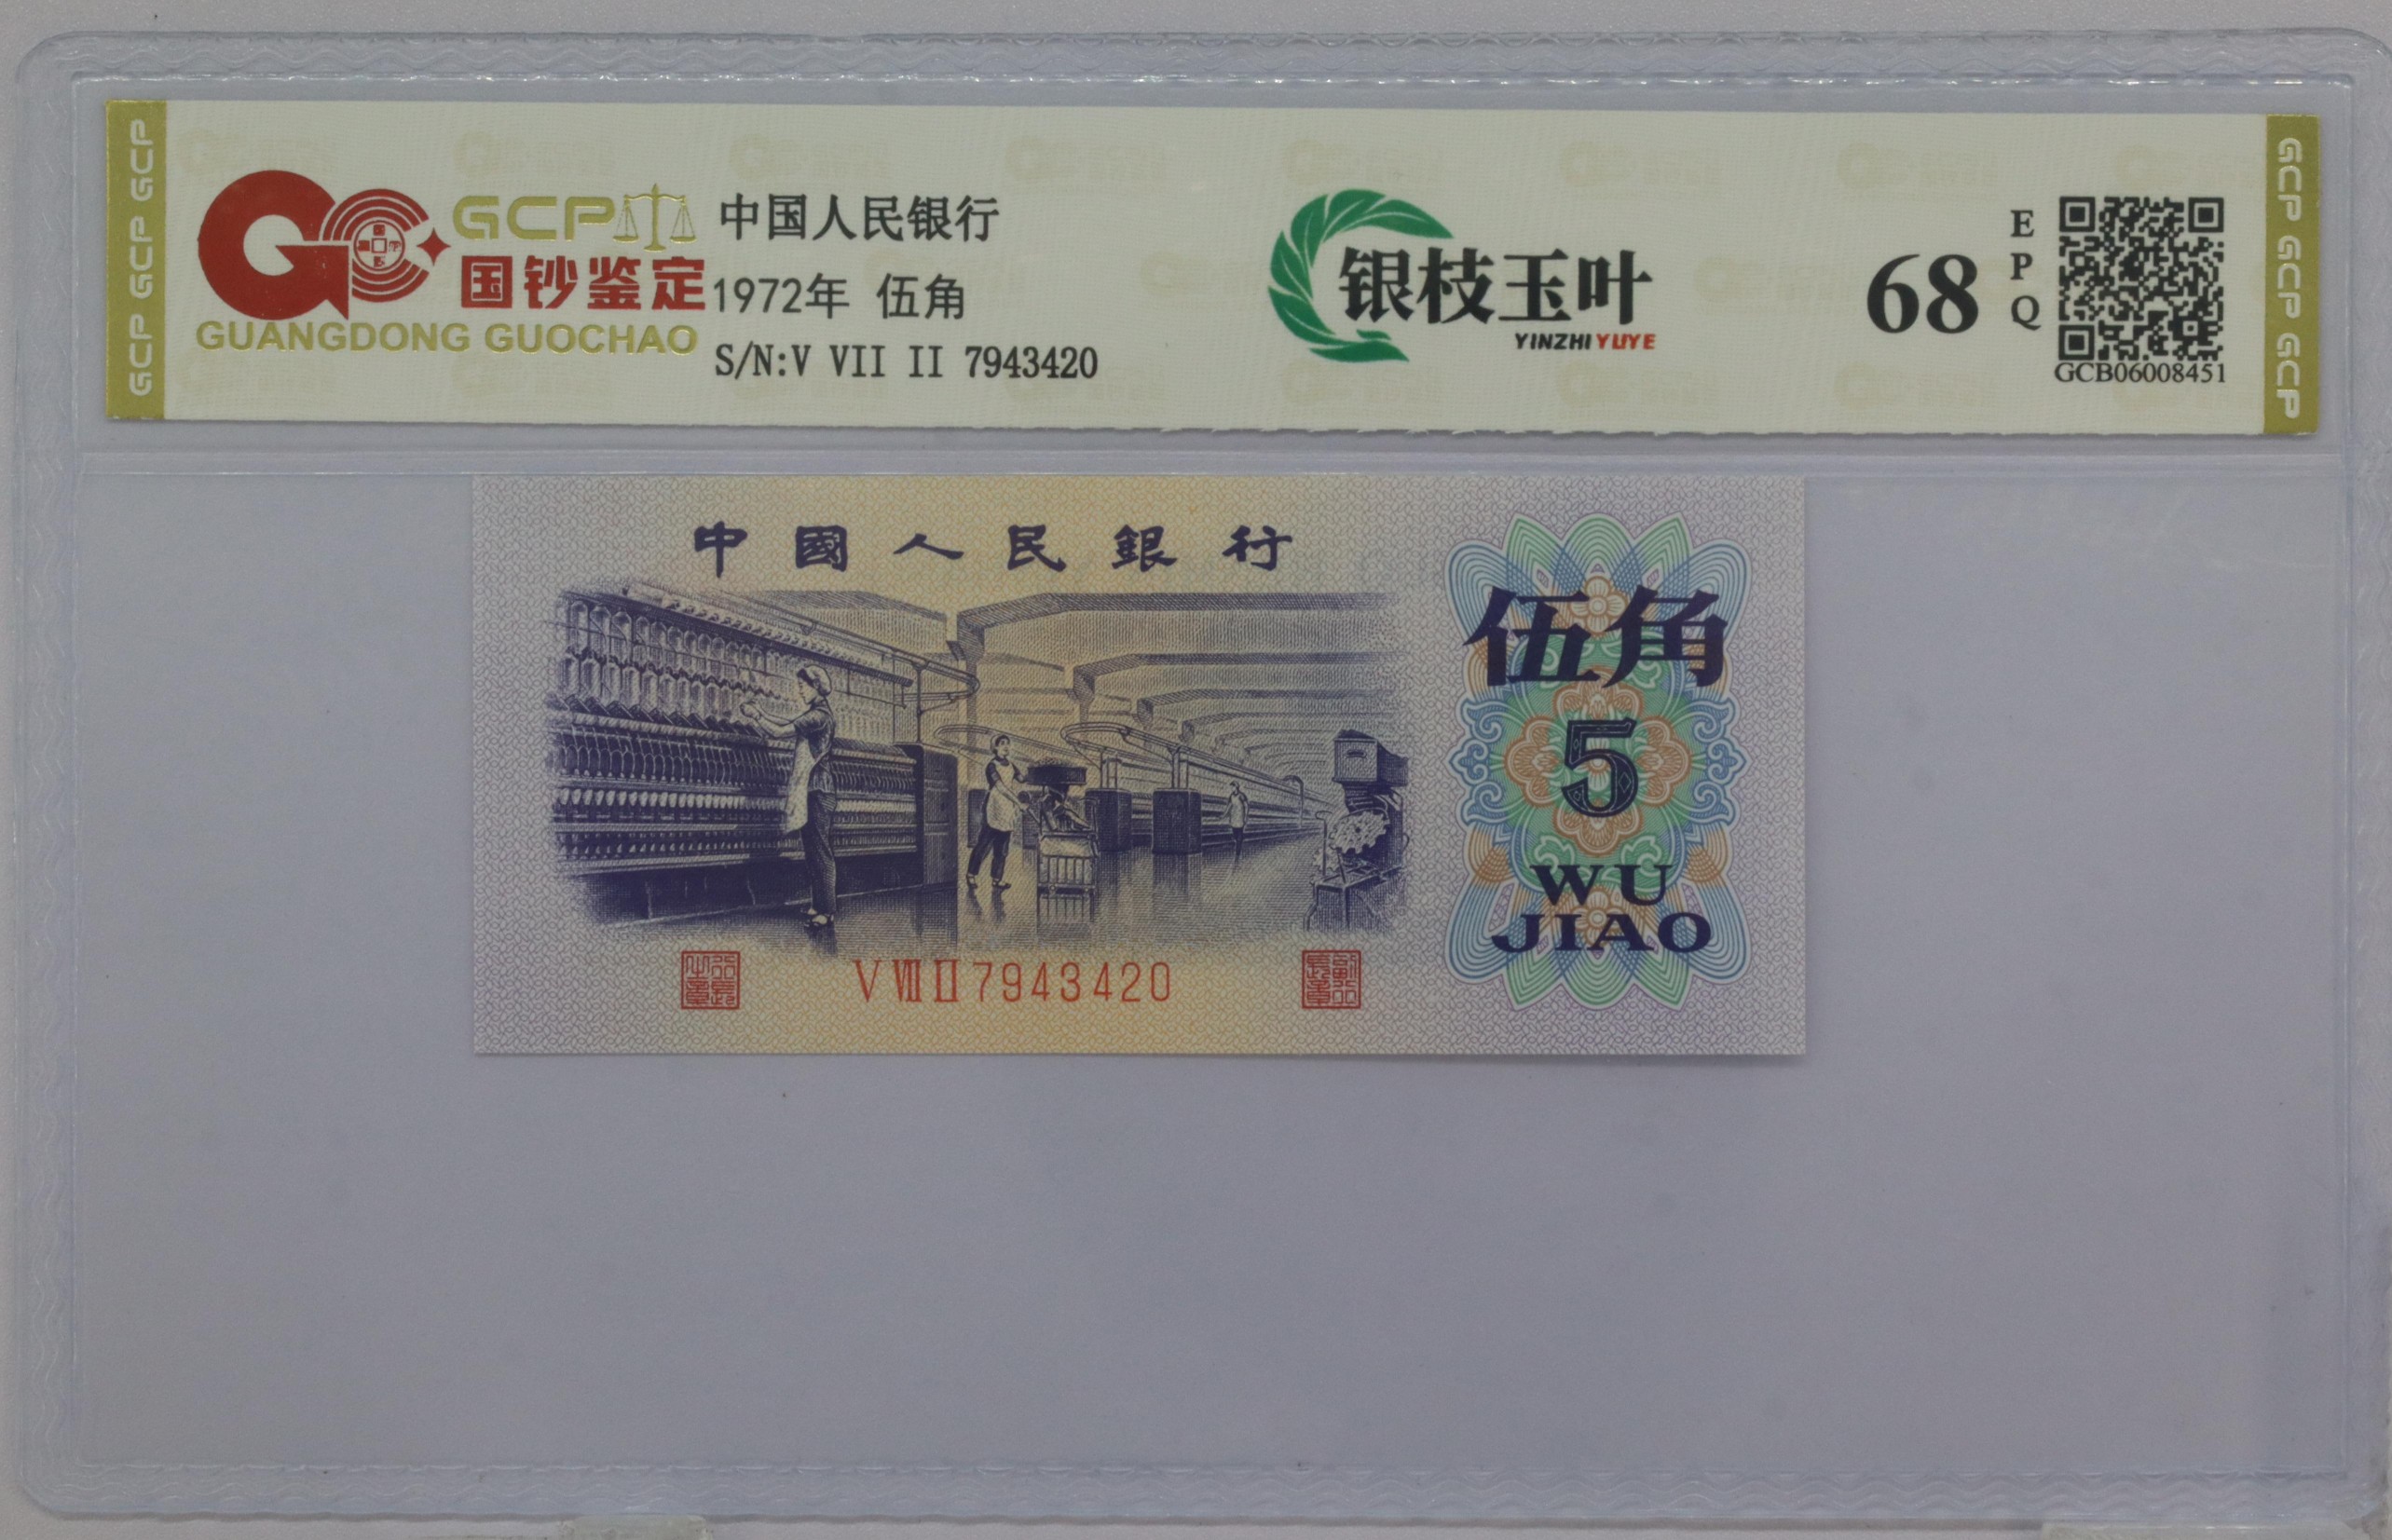 GCP GCP GCP
GCP
国钞鉴定
GUANGDONG GUOCHAO
中国人民银行
1972年 伍角
S/N:V VII II 7943420
银枝玉叶
YINZHI YUYE
68
EPQ
GCB06008451
GCP GCP GCP
中國人民銀行
伍角
5
WU
JIAO
V VIII II 7943420